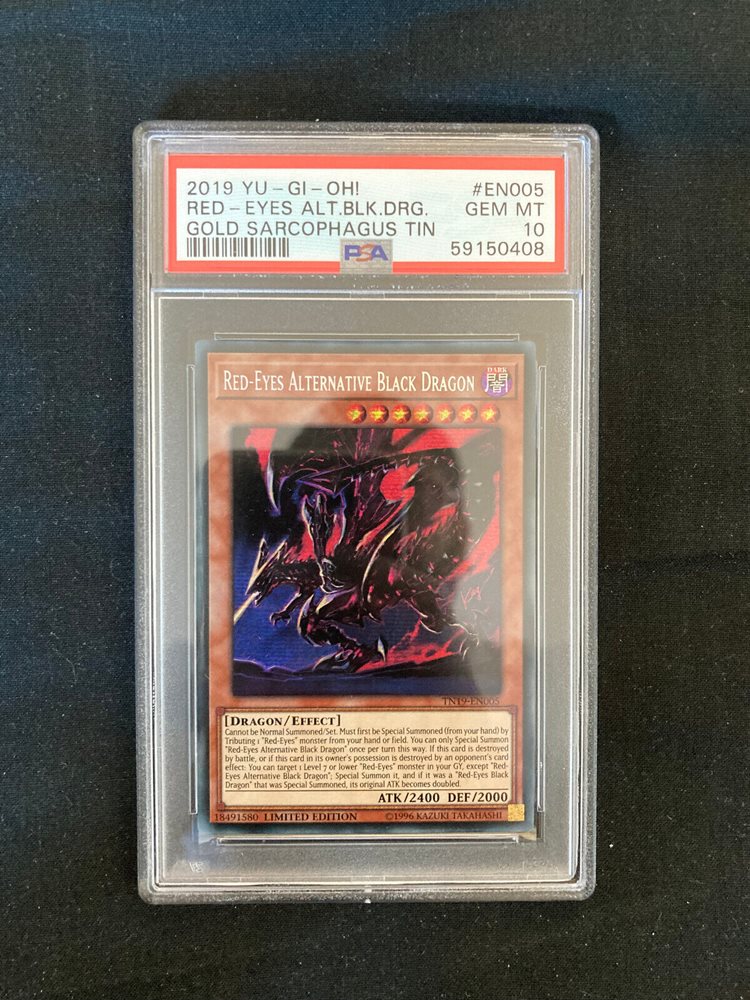 2019 YU-GI-OH! #EN005
RED-EYES ALT.BLK.DRG. GEM MT
GOLD SARCOPHAGUS TIN 10
PSA 59150408
RED-EYES ALTERNATIVE BLACK DRAGON
DARK
闇
TN19-EN005
[DRAGON/EFFECT]
Cannot be Normal Summoned/Set. Must first be Special Summoned (from your hand) by
Tributing 1 "Red-Eyes" monster from your hand or field. You can only Special Summon
"Red-Eyes Alternative Black Dragon" once per turn this way. If this card is destroyed
by battle, or if this card in its owner's possession is destroyed by an opponent's card
effect: You can target 1 Level 7 or lower "Red-Eyes" monster in your GY, except "Red-
Eyes Alternative Black Dragon"; Special Summon it, and if it was a "Red-Eyes Black
Dragon" that was Special Summoned, its original ATK becomes doubled.
ATK/2400 DEF/2000
18491580 LIMITED EDITION ©1996 KAZUKI TAKAHASHI